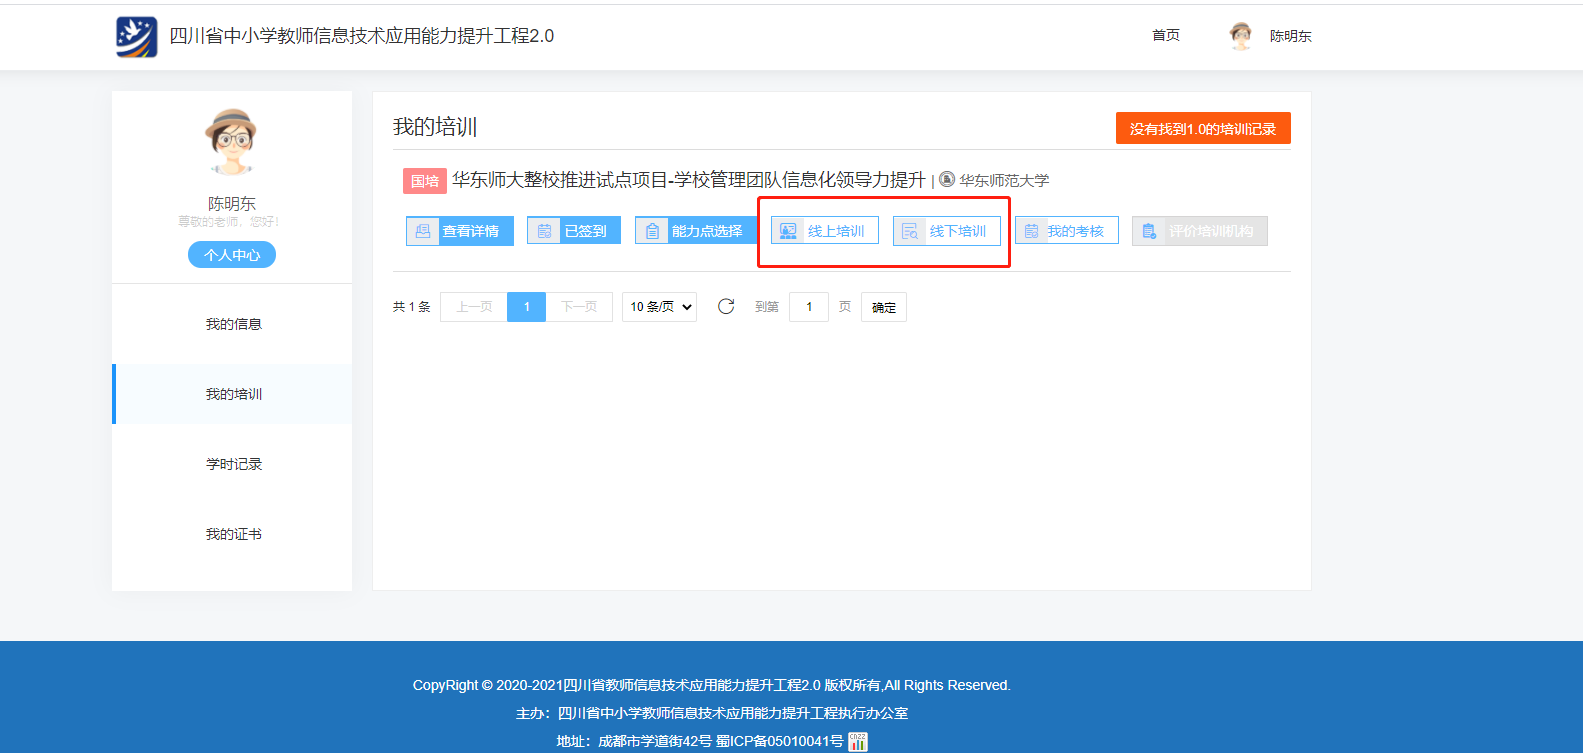 四川省中小学教师信息技术应用能力提升工程2.0
首页
陈明东
陈明东
尊敬的老师，您好！
个人中心
我的信息
我的培训
学时记录
我的证书
我的培训
没有找到1.0的培训记录
国培 华东师大整校推进试点项目-学校管理团队信息化领导力提升 | 华东师范大学
查看详情 已签到 能力点选择 线上培训 线下培训 我的考核 评价培训机构
共 1 条 上一页 1 下一页 10 条/页 到第 1 页 确定
CopyRight © 2020-2021四川省教师信息技术应用能力提升工程2.0 版权所有,All Rights Reserved.
主办：四川省中小学教师信息技术应用能力提升工程执行办公室
地址：成都市学道街42号 蜀ICP备05010041号 CNZZ